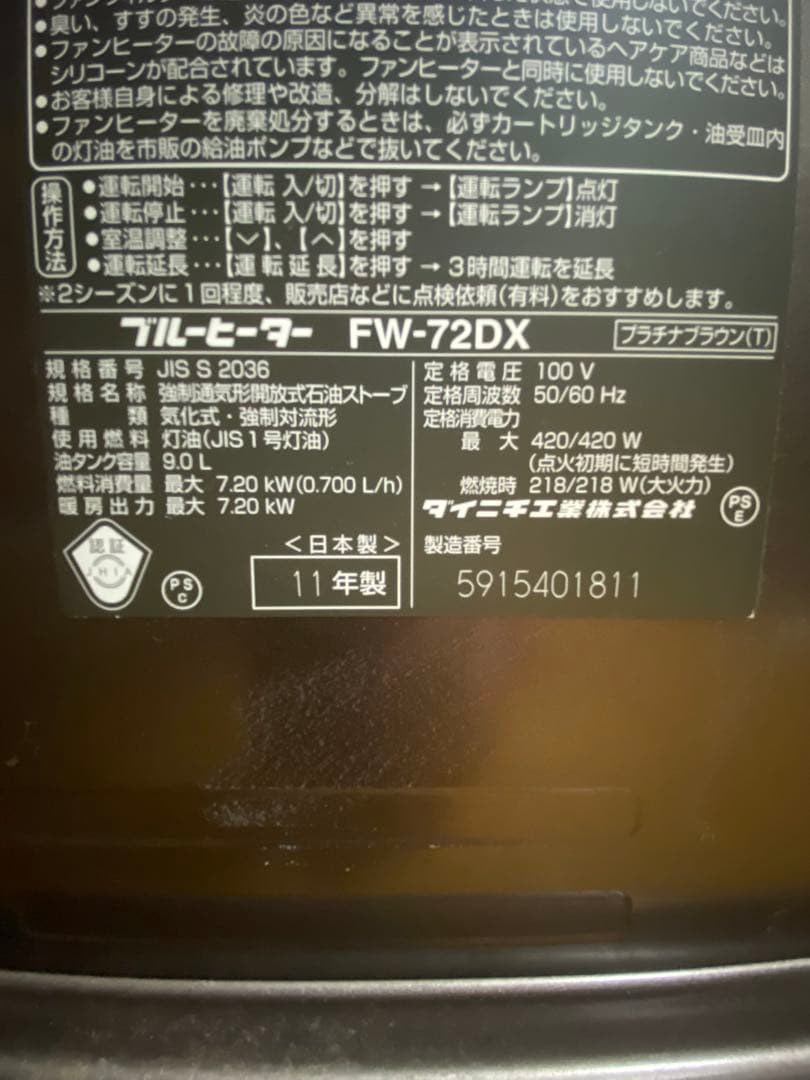 ●臭い、すすの発生、炎の色など異常を感じたときは使用しないでください。
●ファンヒーターの故障の原因になることが表示されているヘアケア商品などは
シリコーンが配合されています。ファンヒーターと同時に使用しないでください。
●お客様自身による修理や改造、分解はしないでください。
●ファンヒーターを廃棄処分するときは、必ずカートリッジタンク・油受皿内
の灯油を市販の給油ポンプなどで抜いてください。
操作方法
●運転開始・・・【運転 入/切】を押す → 【運転ランプ】点灯
●運転停止・・・【運転 入/切】を押す → 【運転ランプ】消灯
●室温調整・・・【∨】、【∧】を押す
●運転延長・・・【運転延長】を押す → 3時間運転を延長
※2シーズンに1回程度、販売店などに点検依頼(有料)をおすすめします。
ブルーヒーター FW-72DX プラチナブラウン(T)
規格番号 JIS S 2036
規格名称 強制通気形開放式石油ストーブ
種類 気化式・強制対流形
使用燃料 灯油(JIS1号灯油)
油タンク容量 9.0 L
燃料消費量 最大 7.20 kW(0.700 L/h)
暖房出力 最大 7.20 kW
認証
JHIA
PS
C
<日本製>
11年製
定格電圧 100 V
定格周波数 50/60 Hz
定格消費電力
最大 420/420 W
(点火初期に短時間発生)
燃焼時 218/218 W(大火力)
ダイニチ工業株式会社
PS
E
製造番号
5915401811